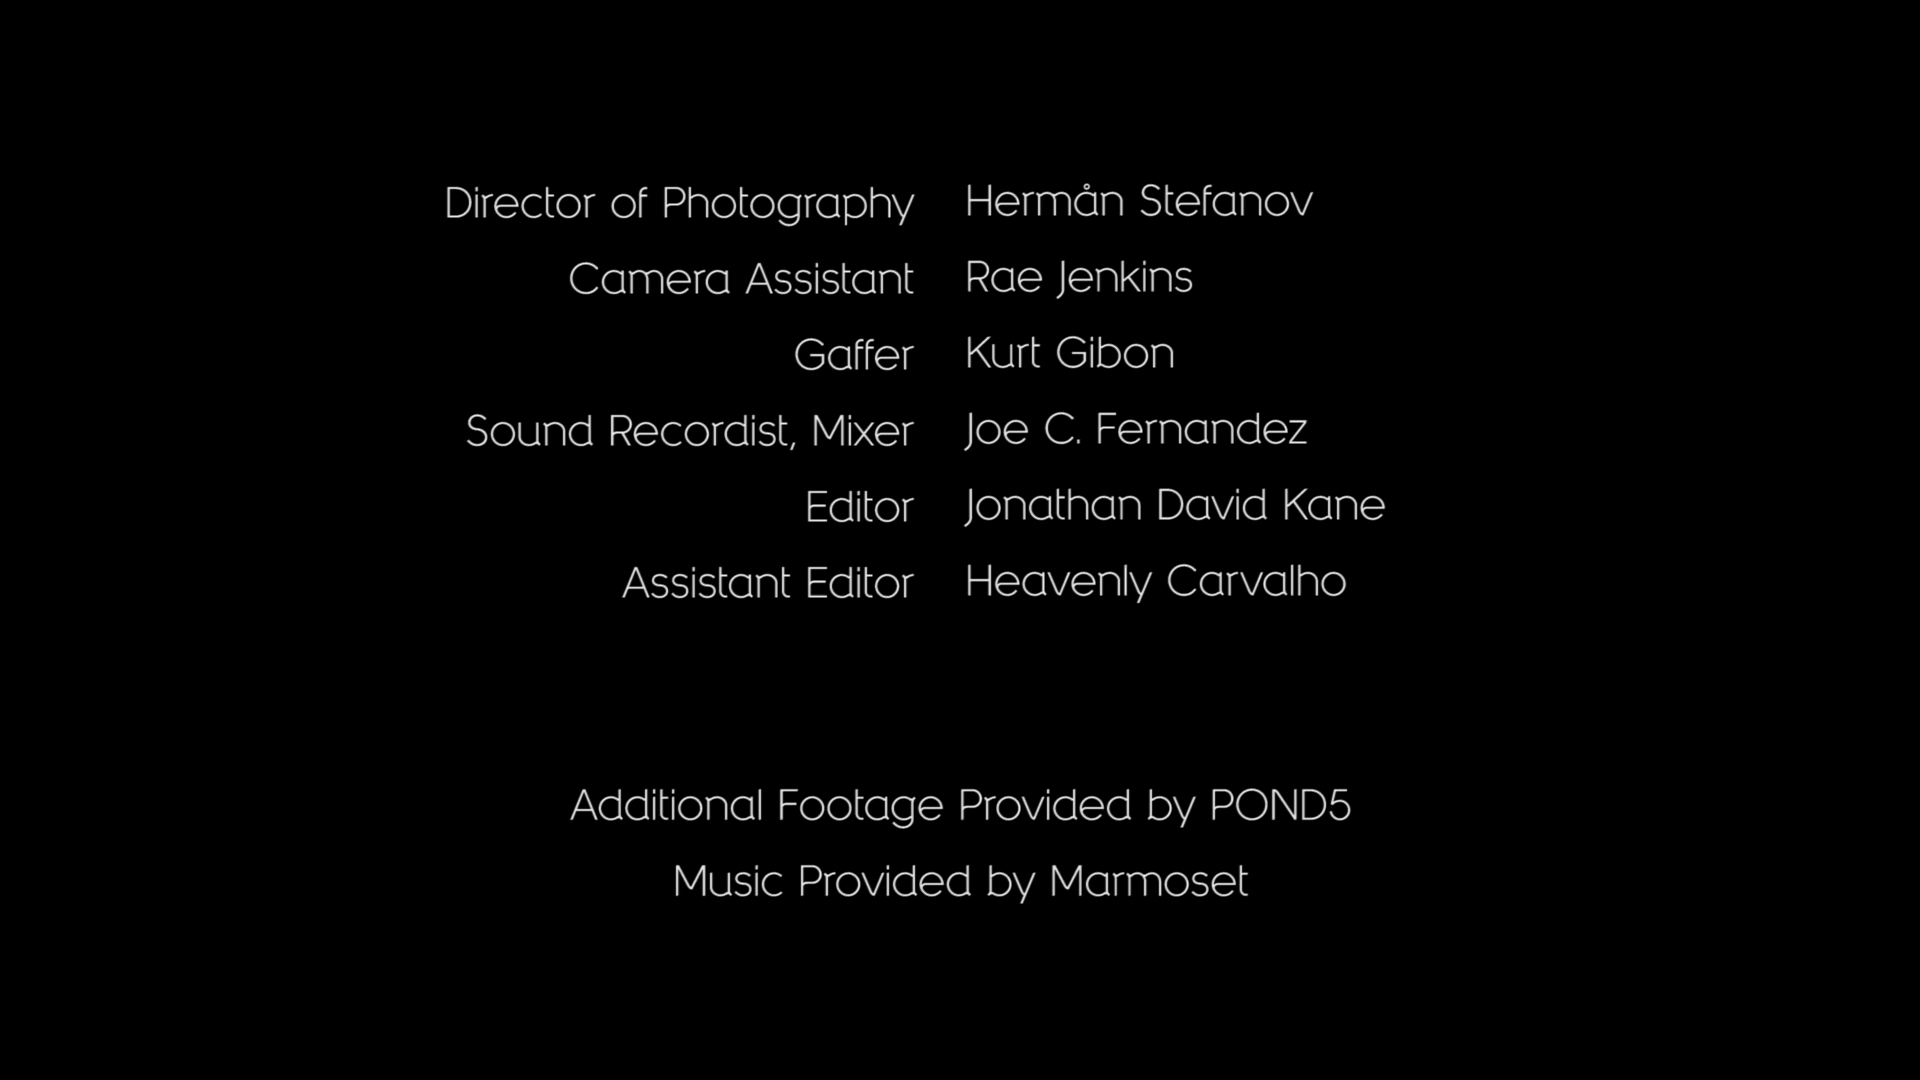 Director of Photography Hermån Stefanov
Camera Assistant Rae Jenkins
Gaffer Kurt Gibon
Sound Recordist, Mixer Joe C. Fernandez
Editor Jonathan David Kane
Assistant Editor Heavenly Carvalho
Additional Footage Provided by POND5
Music Provided by Marmoset